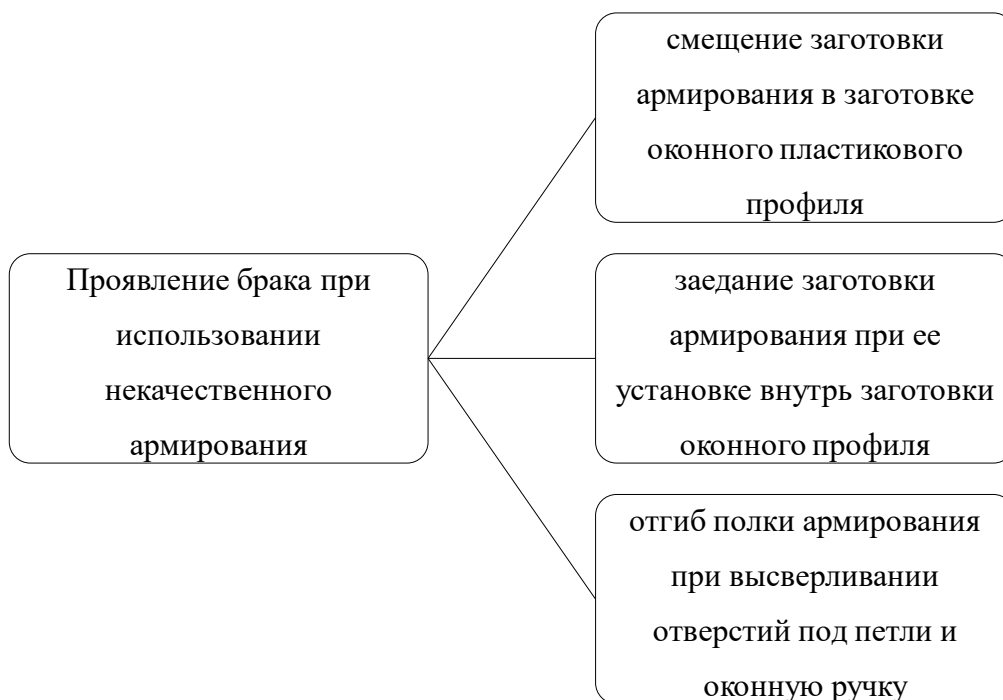 Проявление брака при
использовании
некачественного
армирования
смещение заготовки
армирования в заготовке
оконного пластикового
профиля
заедание заготовки
армирования при ее
установке внутрь заготовки
оконного профиля
отгиб полки армирования
при высверливании
отверстий под петли и
оконную ручку